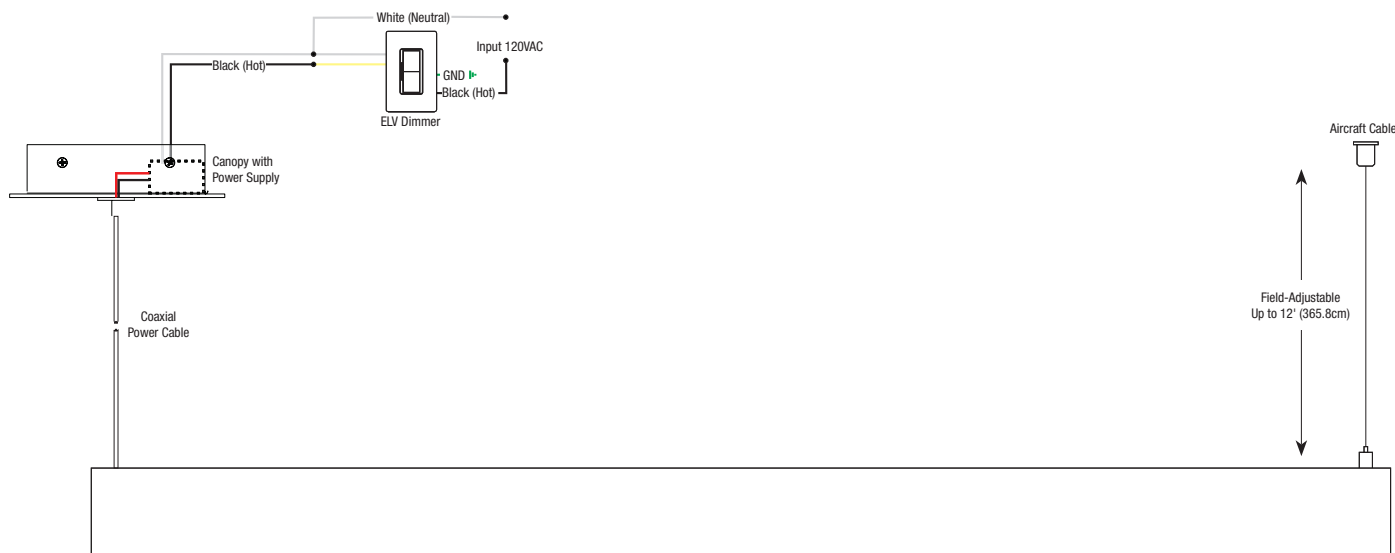 White (Neutral)
Input 120VAC
Black (Hot)
GND
Black (Hot)
ELV Dimmer
Aircraft Cable
Canopy with
Power Supply
Field-Adjustable
Up to 12' (365.8cm)
Coaxial
Power Cable